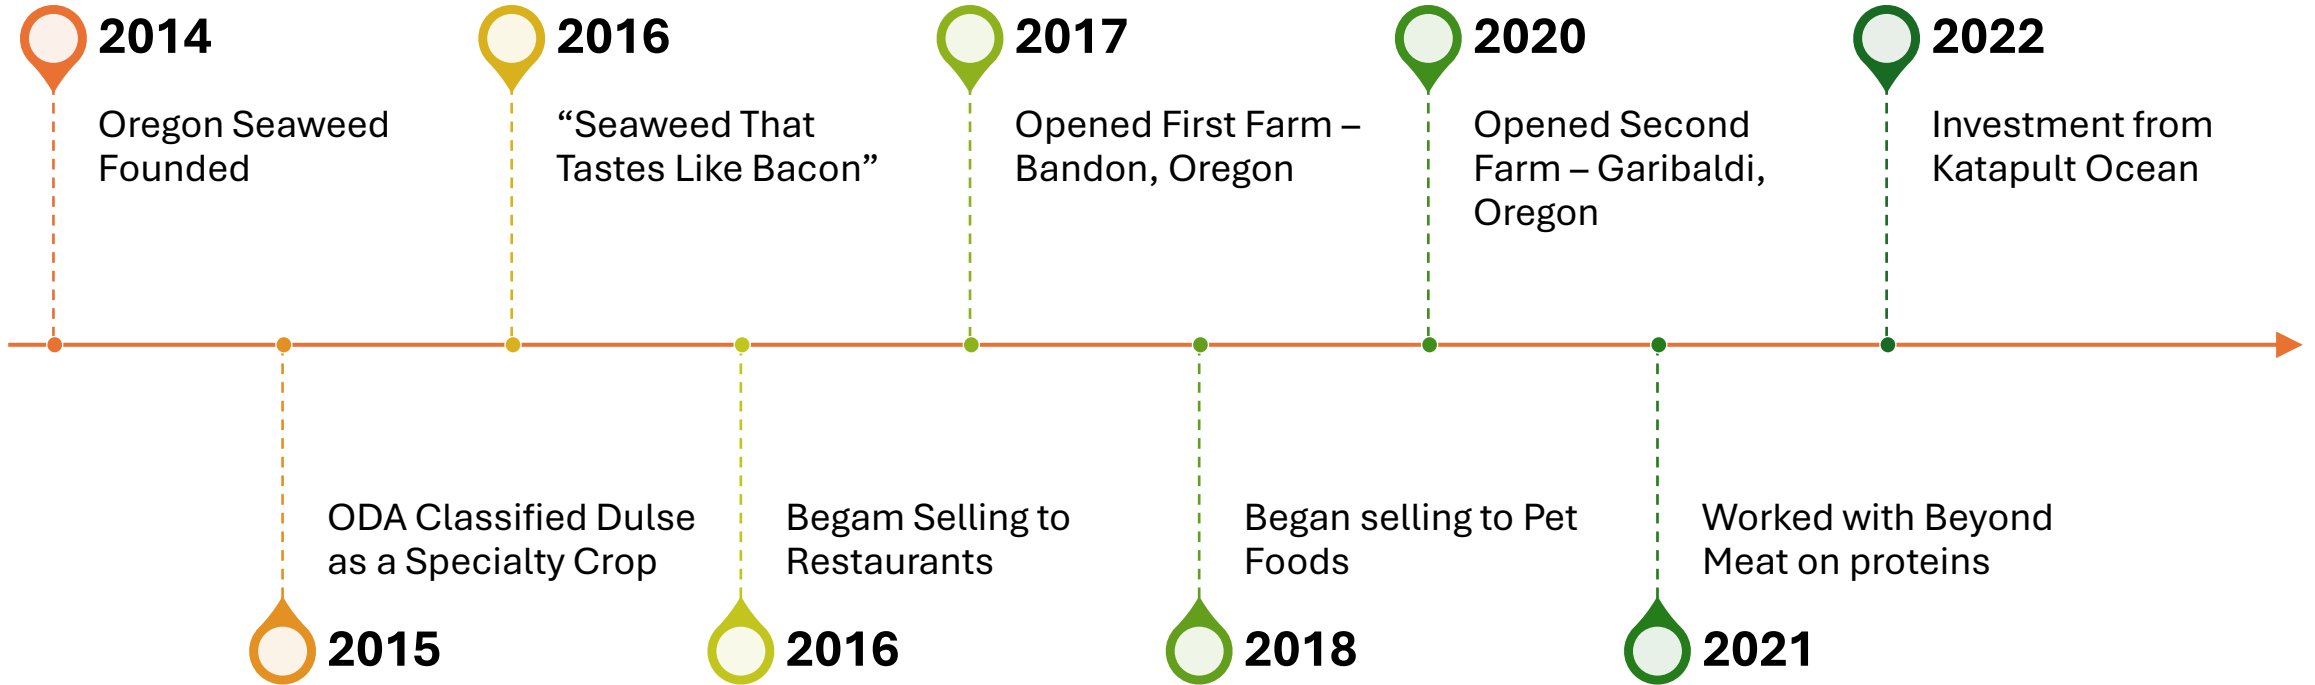 2014
Oregon Seaweed
Founded
2016
“Seaweed That
Tastes Like Bacon”
2017
Opened First Farm –
Bandon, Oregon
2020
Opened Second
Farm – Garibaldi,
Oregon
2022
Investment from
Katapult Ocean
ODA Classified Dulse
as a Specialty Crop
2015
Begam Selling to
Restaurants
2016
Began selling to Pet
Foods
2018
Worked with Beyond
Meat on proteins
2021